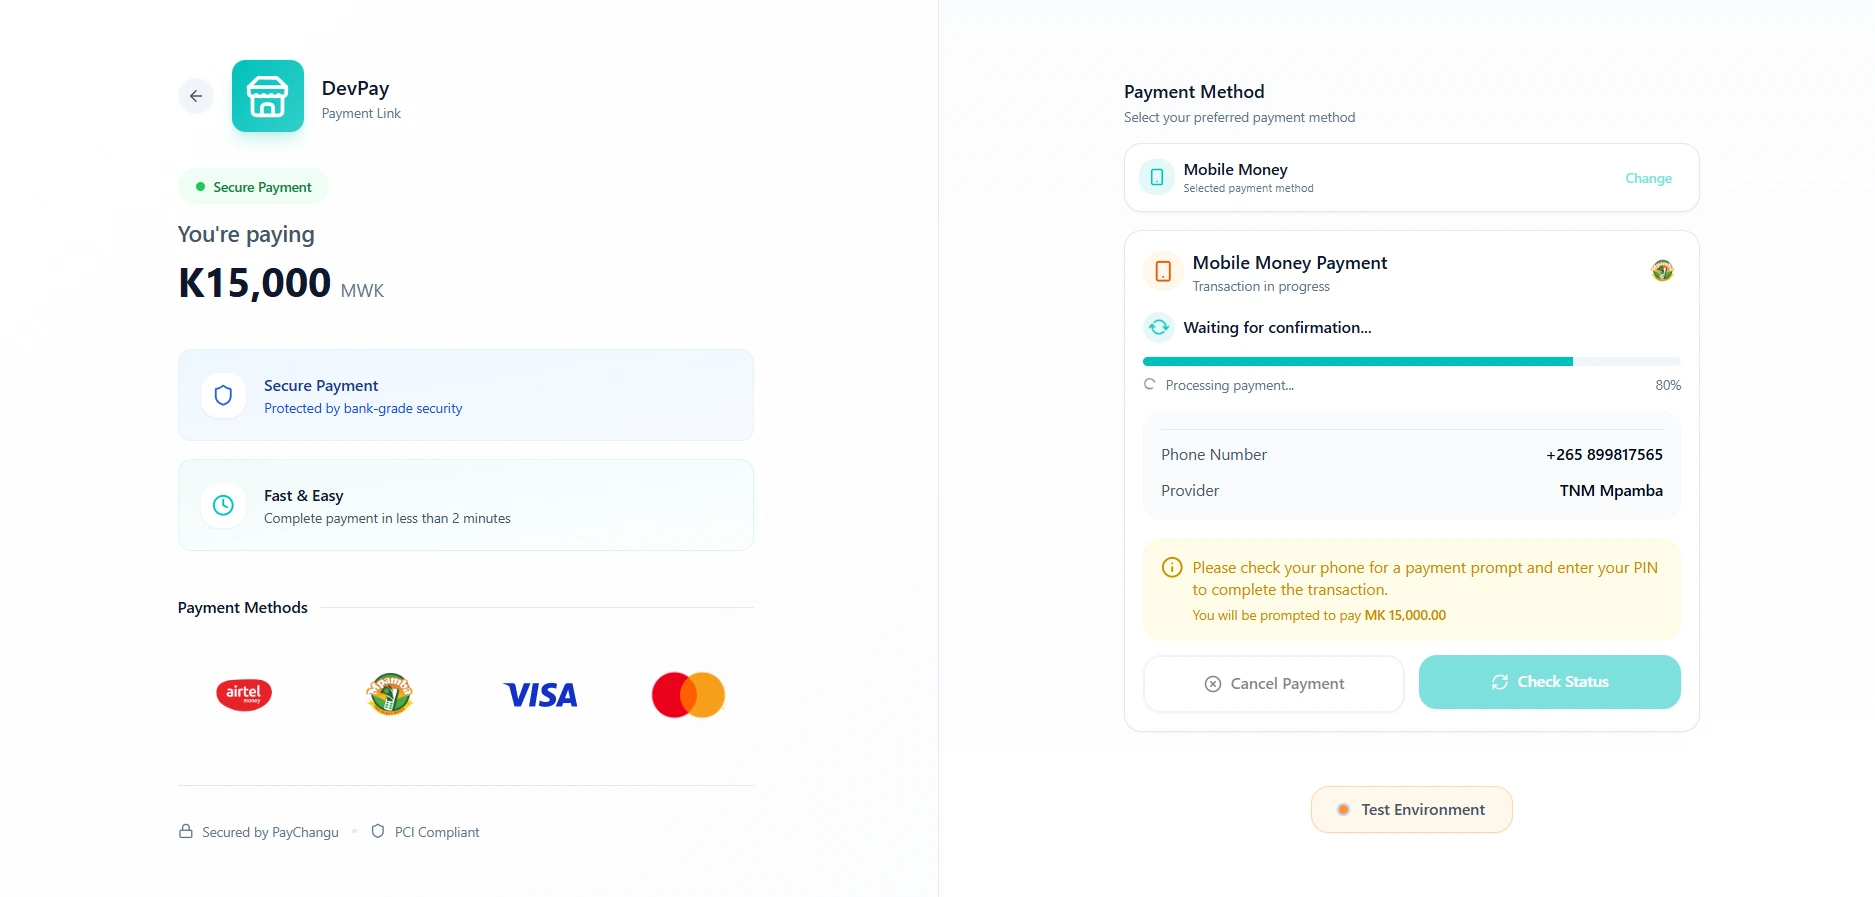 DevPay
Payment Link
Secure Payment
You're paying
K15,000 MWK
Secure Payment
Protected by bank-grade security
Fast & Easy
Complete payment in less than 2 minutes
Payment Methods
airtel
money
Mpamba
VISA
Secured by PayChangu
PCI Compliant
Payment Method
Select your preferred payment method
Mobile Money
Selected payment method
Change
Mobile Money Payment
Transaction in progress
Waiting for confirmation...
Processing payment... 80%
Phone Number +265 899817565
Provider TNM Mpamba
Please check your phone for a payment prompt and enter your PIN
to complete the transaction.
You will be prompted to pay MK 15,000.00
Cancel Payment
Check Status
Test Environment